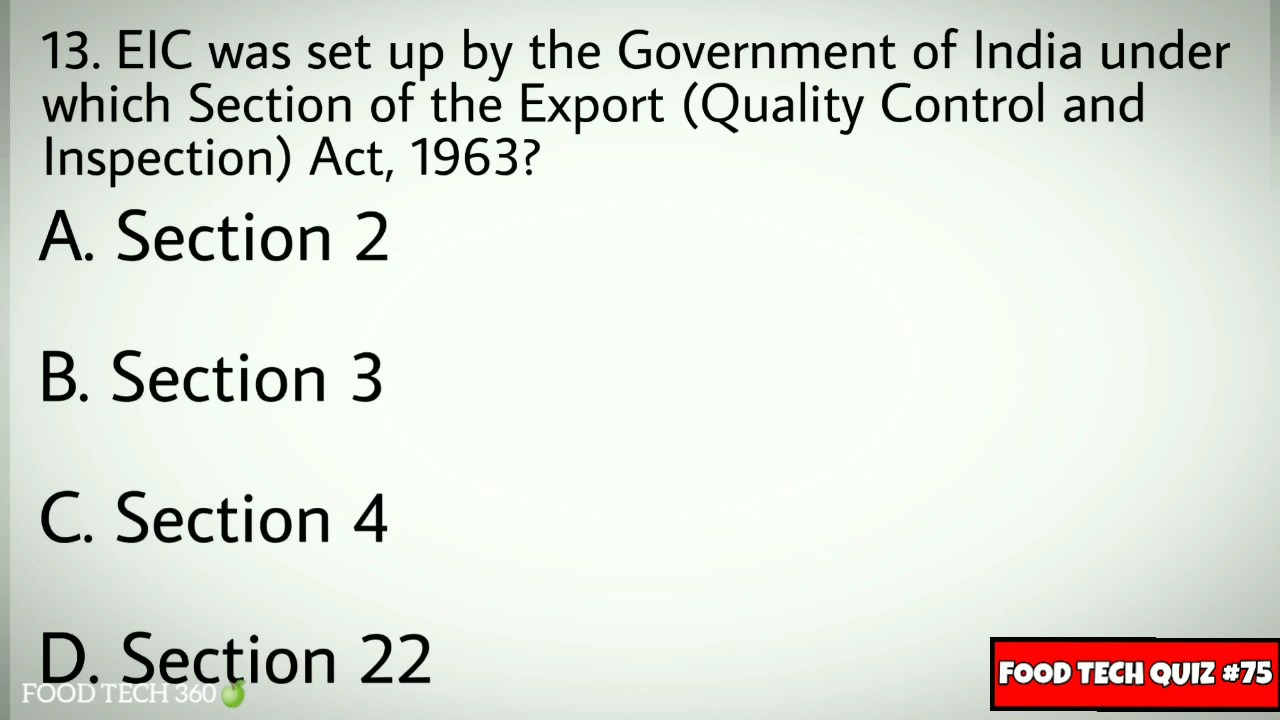 13. EIC was set up by the Government of India under
which Section of the Export (Quality Control and
Inspection) Act, 1963?
A. Section 2
B. Section 3
C. Section 4
D. Section 22
FOOD TECH 360
FOOD TECH QUIZ #75